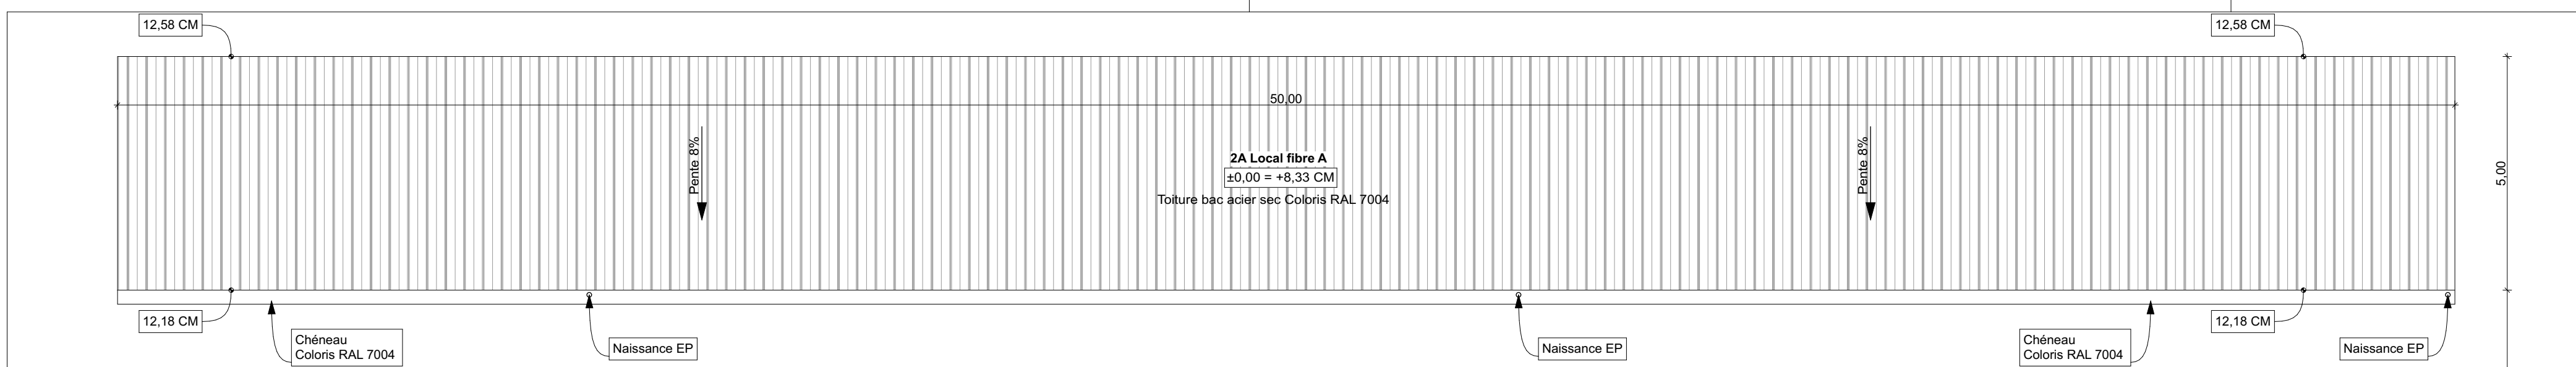 12,58 CM
12,58 CM
50,00
Pente 8%
2A Local fibre A
±0,00 = +8,33 CM
Toiture bac acier sec Coloris RAL 7004
Pente 8%
5,00
12,18 CM
Chéneau
Coloris RAL 7004
Naissance EP
Naissance EP
Chéneau
Coloris RAL 7004
12,18 CM
Naissance EP